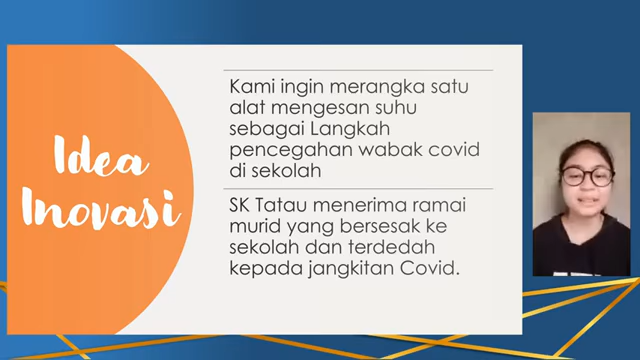 Idea
Inovasi
Kami ingin merangka satu
alat mengesan suhu
sebagai Langkah
pencegahan wabak covid
di sekolah
SK Tatau menerima ramai
murid yang bersesak ke
sekolah dan terdedah
kepada jangkitan Covid.